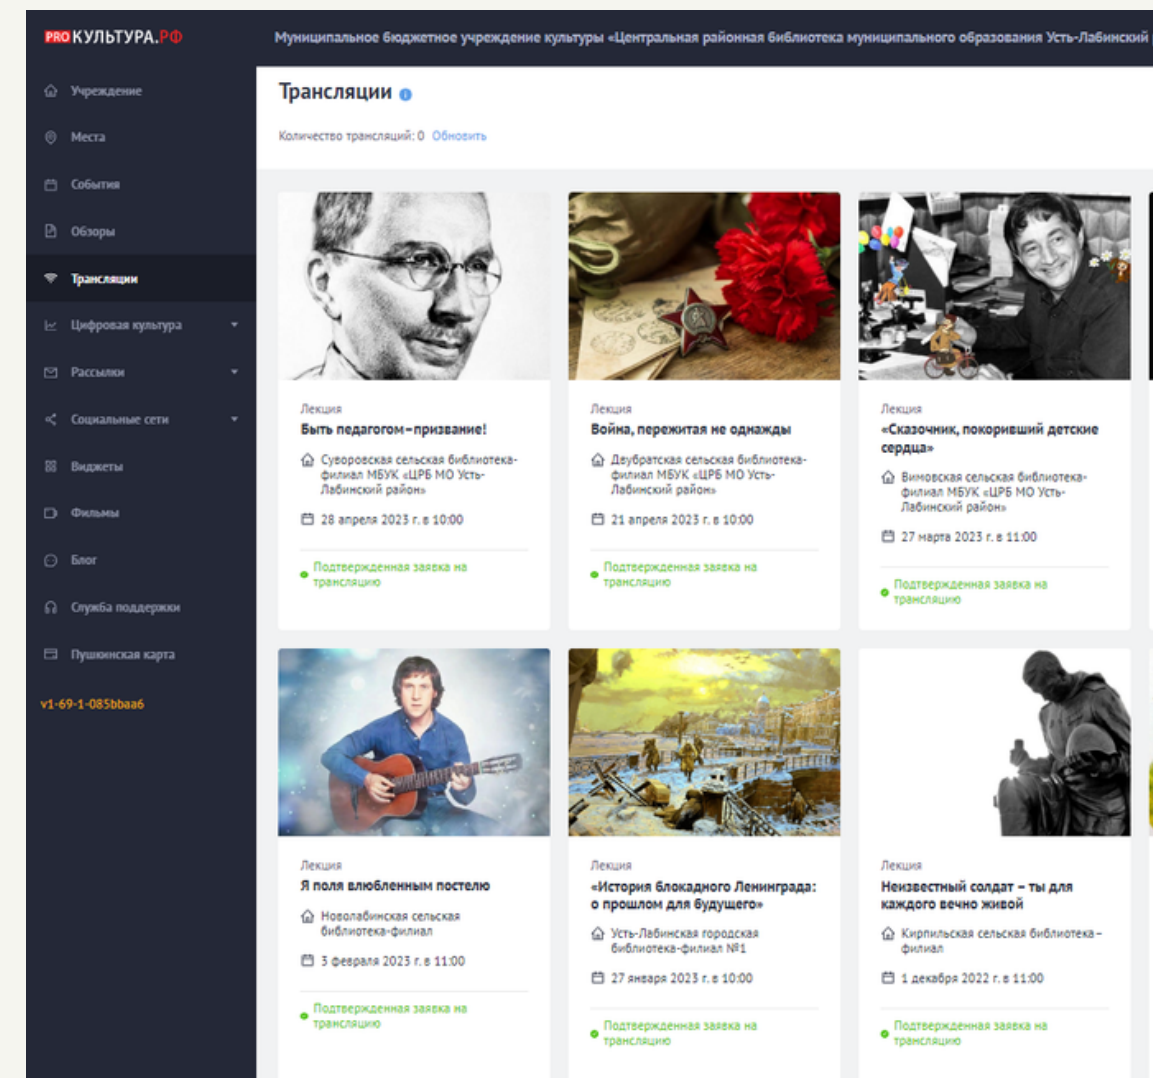 PRO КУЛЬТУРА.РФ
Муниципальное бюджетное учреждение культуры «Центральная районная библиотека муниципального образования Усть-Лабинский
Учреждение
Места
События
Обзоры
Трансляции
Цифровая культура
Рассылки
Социальные сети
Виджеты
Фильмы
Блог
Служба поддержки
Пушкинская карта
v1-69-1-085bbaa6
Трансляции
Количество трансляций: 0 Обновить
Лекция
Быть педагогом–призвание!
Суворовская сельская библиотека-
филиал МБУК «ЦРБ МО Усть-
Лабинский район»
28 апреля 2023 г. в 10:00
Подтвержденная заявка на
трансляцию
Лекция
Война, пережитая не однажды
Двубратская сельская библиотека-
филиал МБУК «ЦРБ МО Усть-
Лабинский район»
21 апреля 2023 г. в 10:00
Подтвержденная заявка на
трансляцию
Лекция
«Сказочник, покоривший детские
сердца»
Вимовская сельская библиотека-
филиал МБУК «ЦРБ МО Усть-
Лабинский район»
27 марта 2023 г. в 11:00
Подтвержденная заявка на
трансляцию
Лекция
Я поля влюбленным постелю
Новолабинская сельская
библиотека-филиал
3 февраля 2023 г. в 11:00
Подтвержденная заявка на
трансляцию
Лекция
«История блокадного Ленинграда:
о прошлом для будущего»
Усть-Лабинская городская
библиотека-филиал №1
27 января 2023 г. в 10:00
Подтвержденная заявка на
трансляцию
Лекция
Неизвестный солдат – ты для
каждого вечно живой
Кирпильская сельская библиотека–
филиал
1 декабря 2022 г. в 11:00
Подтвержденная заявка на
трансляцию